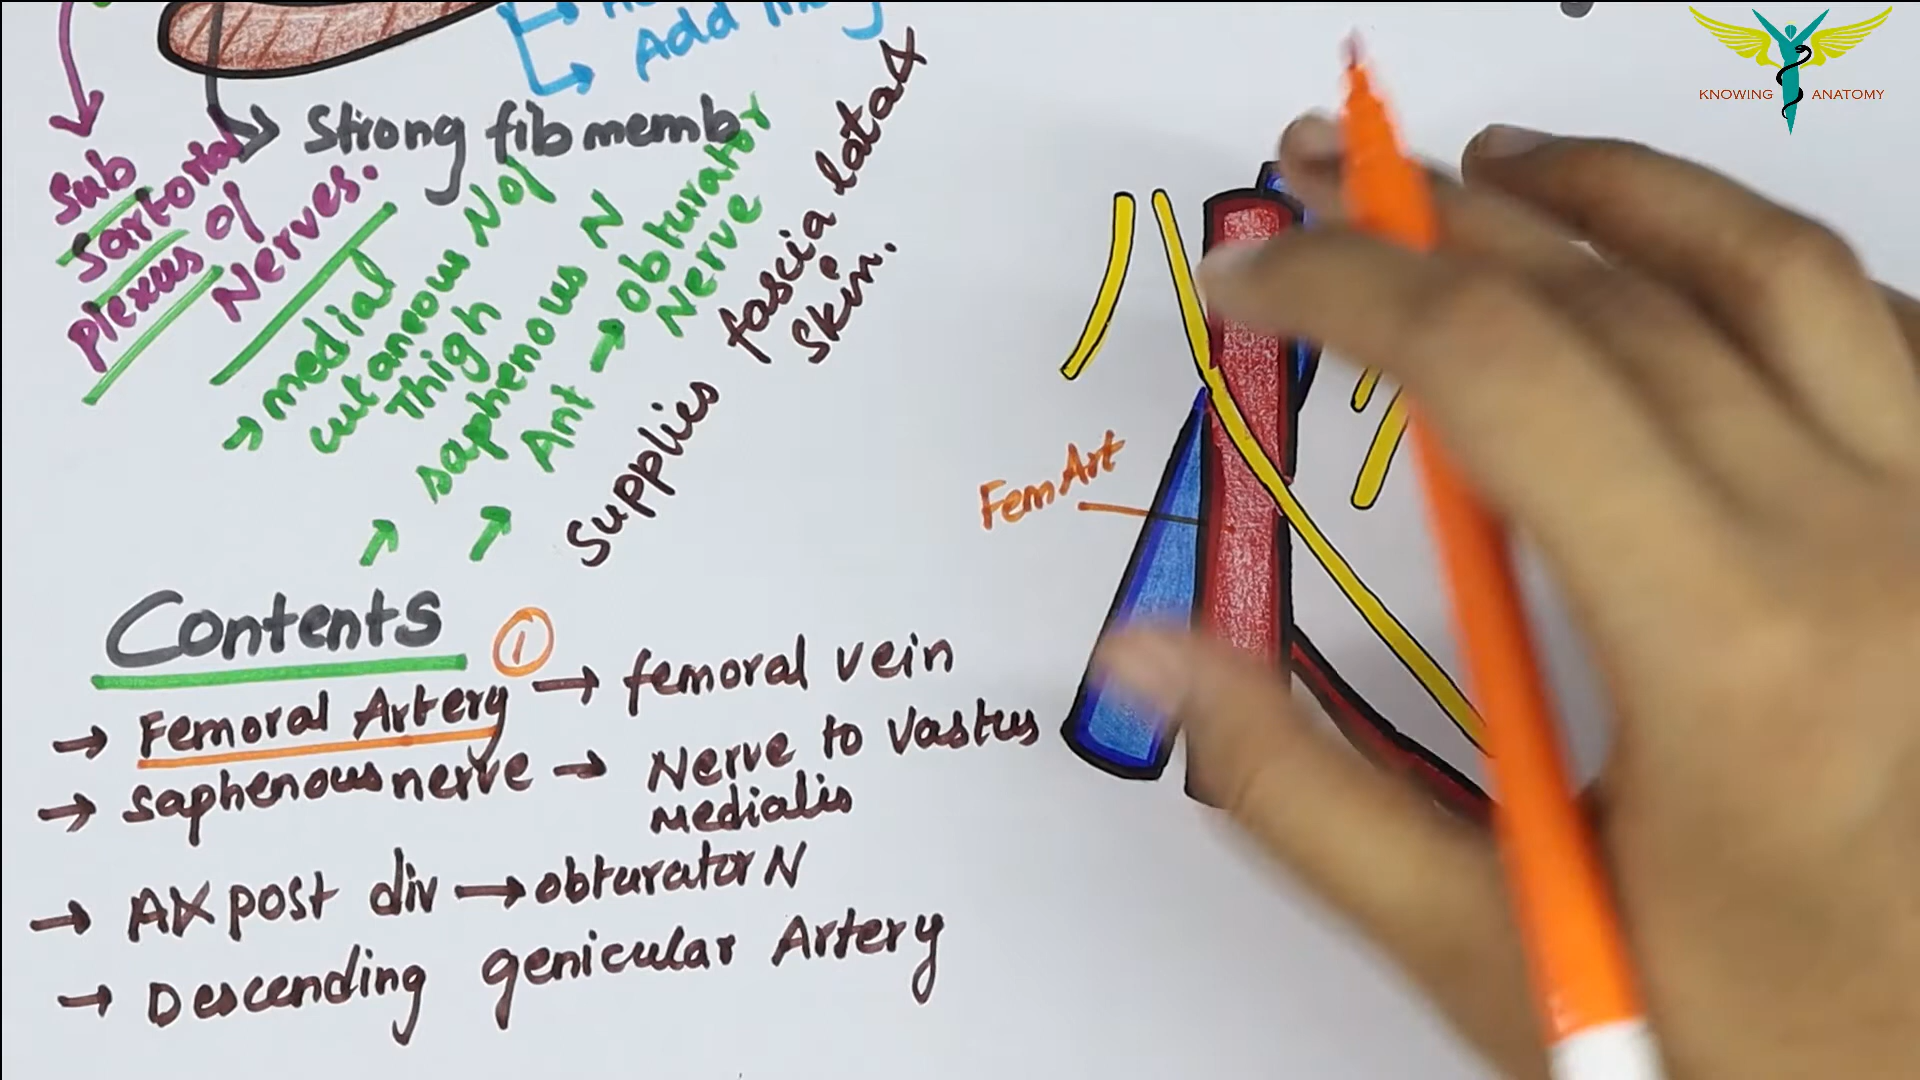 Add
Strong fib memb
Sub
Sartorial
plexus of
Nerves.
→ medial
cutaneous N of
Thigh
saphenous N
Ant → obturator
Nerve
Supplies fascia lata &
skin.
KNOWING ANATOMY
Fem Art
Contents
①
→ Femoral Artery → femoral vein
→ saphenous nerve → Nerve to Vastus
Medialis
→ AX post div → obturator N
→ Descending genicular Artery